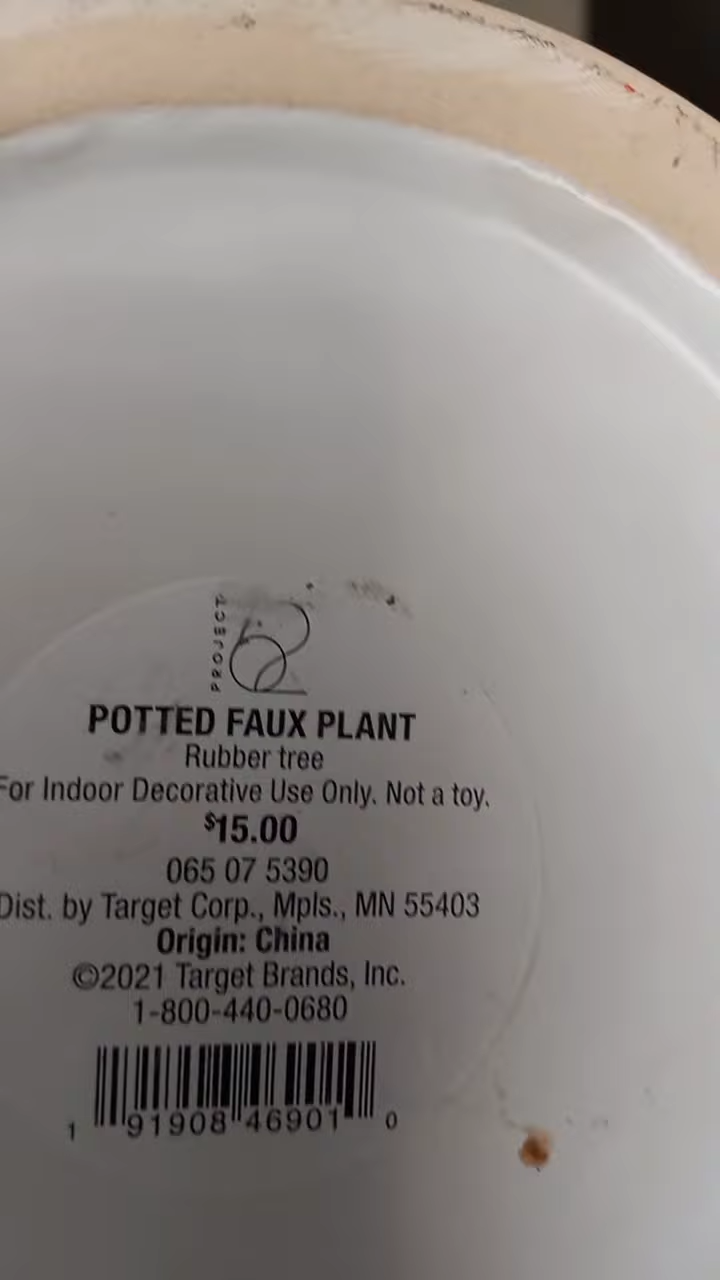 PROJECT 62
POTTED FAUX PLANT
Rubber tree
For Indoor Decorative Use Only. Not a toy.
$15.00
065 07 5390
Dist. by Target Corp., Mpls., MN 55403
Origin: China
©2021 Target Brands, Inc.
1-800-440-0680
1 91908 46901 0